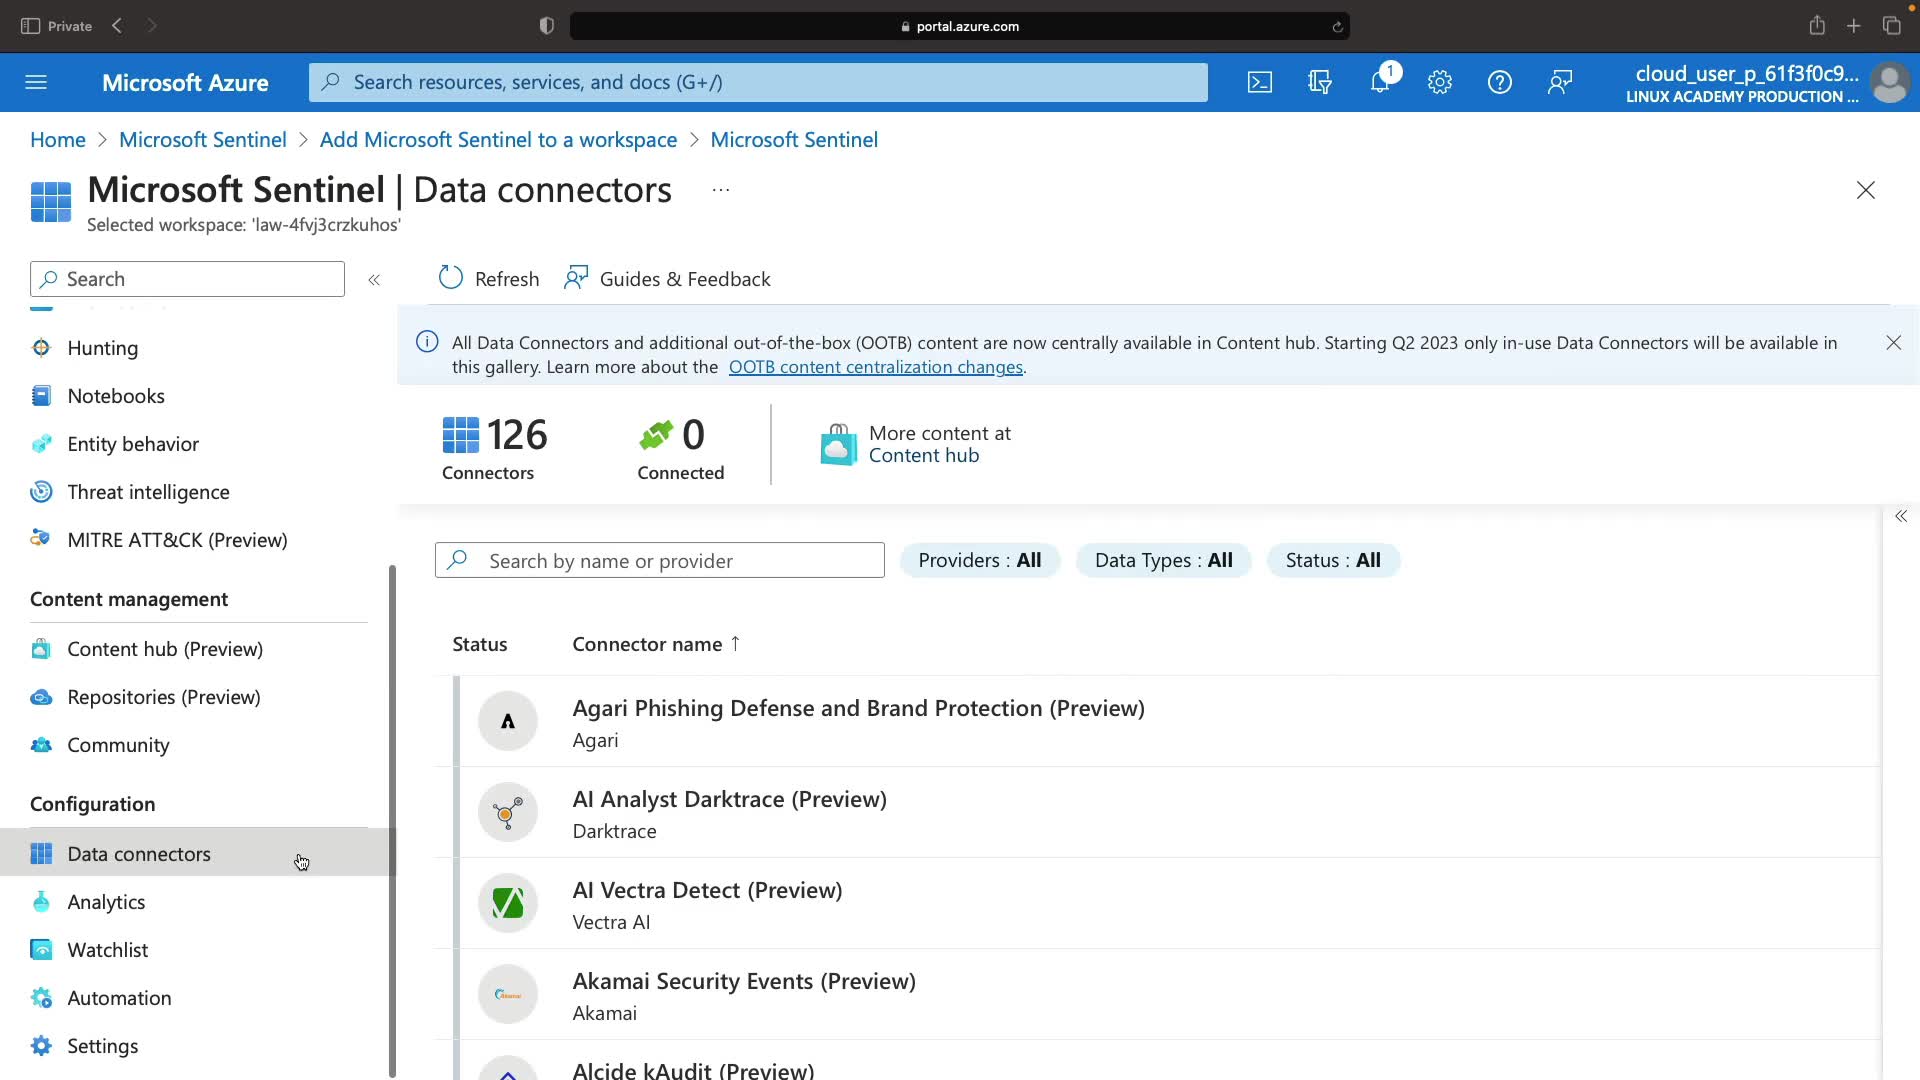 Private
portal.azure.com
Microsoft Azure
Search resources, services, and docs (G+/)
1
cloud_user_p_61f3f0c9...
LINUX ACADEMY PRODUCTION ...
Home > Microsoft Sentinel > Add Microsoft Sentinel to a workspace > Microsoft Sentinel
Microsoft Sentinel | Data connectors ...
Selected workspace: 'law-4fvj3crzkuhos'
Search
«
Refresh
Guides & Feedback
Hunting
Notebooks
Entity behavior
Threat intelligence
MITRE ATT&CK (Preview)
Content management
Content hub (Preview)
Repositories (Preview)
Community
Configuration
Data connectors
Analytics
Watchlist
Automation
Settings
All Data Connectors and additional out-of-the-box (OOTB) content are now centrally available in Content hub. Starting Q2 2023 only in-use Data Connectors will be available in
this gallery. Learn more about the OOTB content centralization changes.
126
Connectors
0
Connected
More content at
Content hub
«
Search by name or provider
Providers : All
Data Types : All
Status : All
Status
Connector name ↑
Agari Phishing Defense and Brand Protection (Preview)
Agari
AI Analyst Darktrace (Preview)
Darktrace
AI Vectra Detect (Preview)
Vectra AI
Akamai
Akamai Security Events (Preview)
Akamai
Alcide kAudit (Preview)